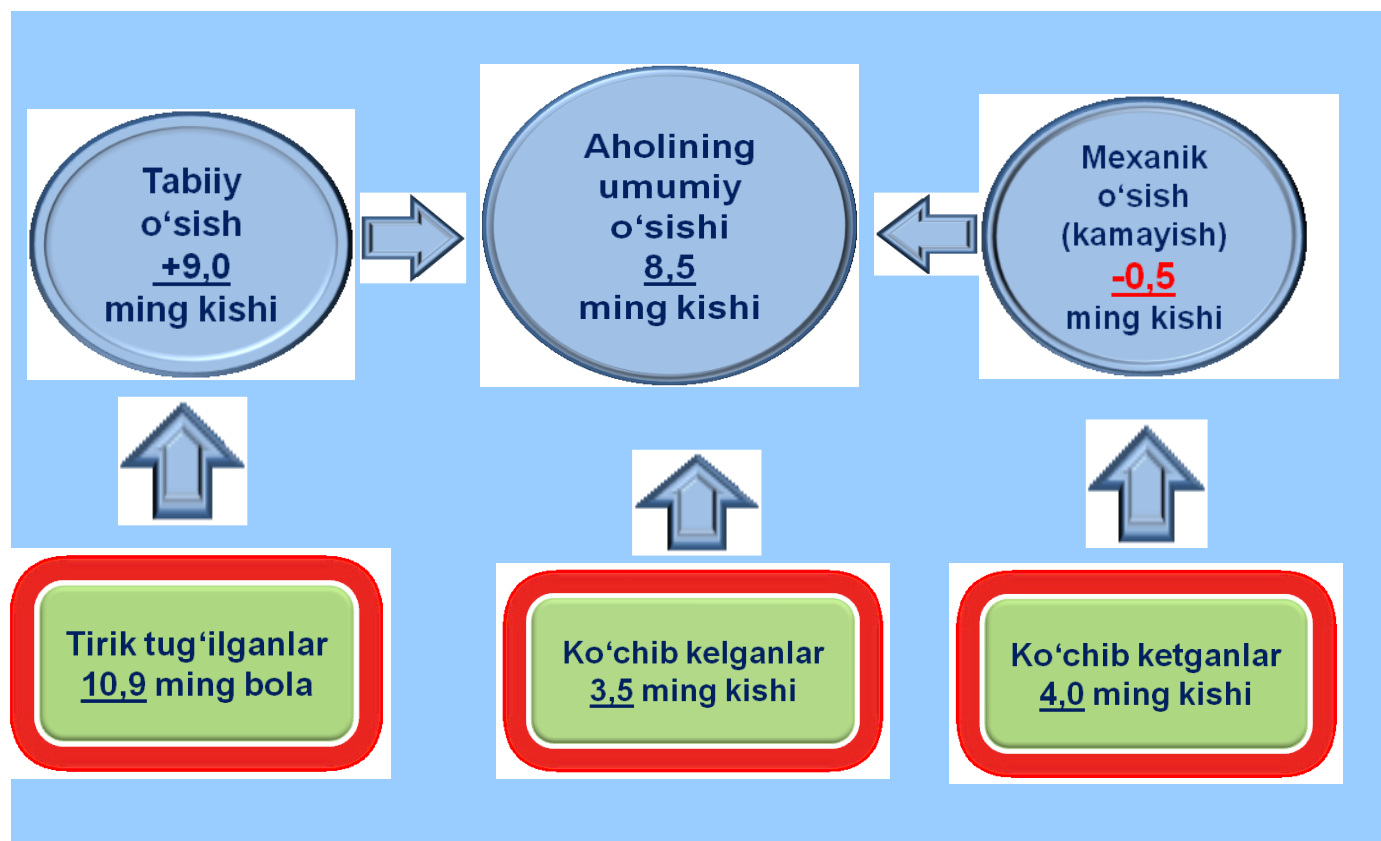 Tabiiy
o‘sish
+9,0
ming kishi
Aholining
umumiy
o‘sishi
8,5
ming kishi
Mexanik
o‘sish
(kamayish)
-0,5
ming kishi
Tirik tug‘ilganlar
10,9 ming bola
Ko‘chib kelganlar
3,5 ming kishi
Ko‘chib ketganlar
4,0 ming kishi